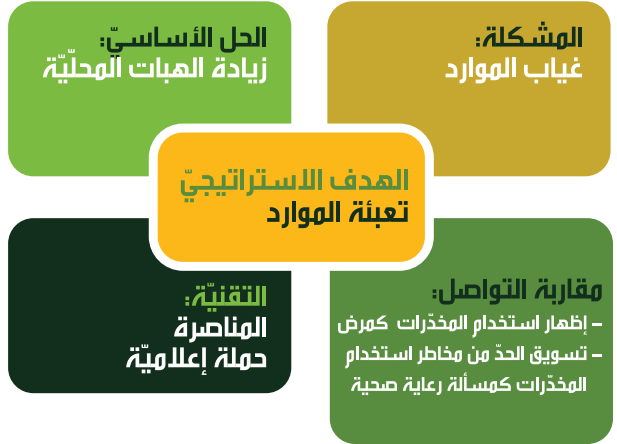 المشكلة:
غياب الموارد
الحل الأساسيّ:
زيادة الهبات المحلّيّة
الهدف الاستراتيجيّ
تعبئة الموارد
مقاربة التواصل:
– إظهار استخدام المخدّرات كمرض
– تسويق الحدّ من مخاطر استخدام
المخدّرات كمسألة رعاية صحية
التقنيّة:
المناصرة
حملة إعلاميّة